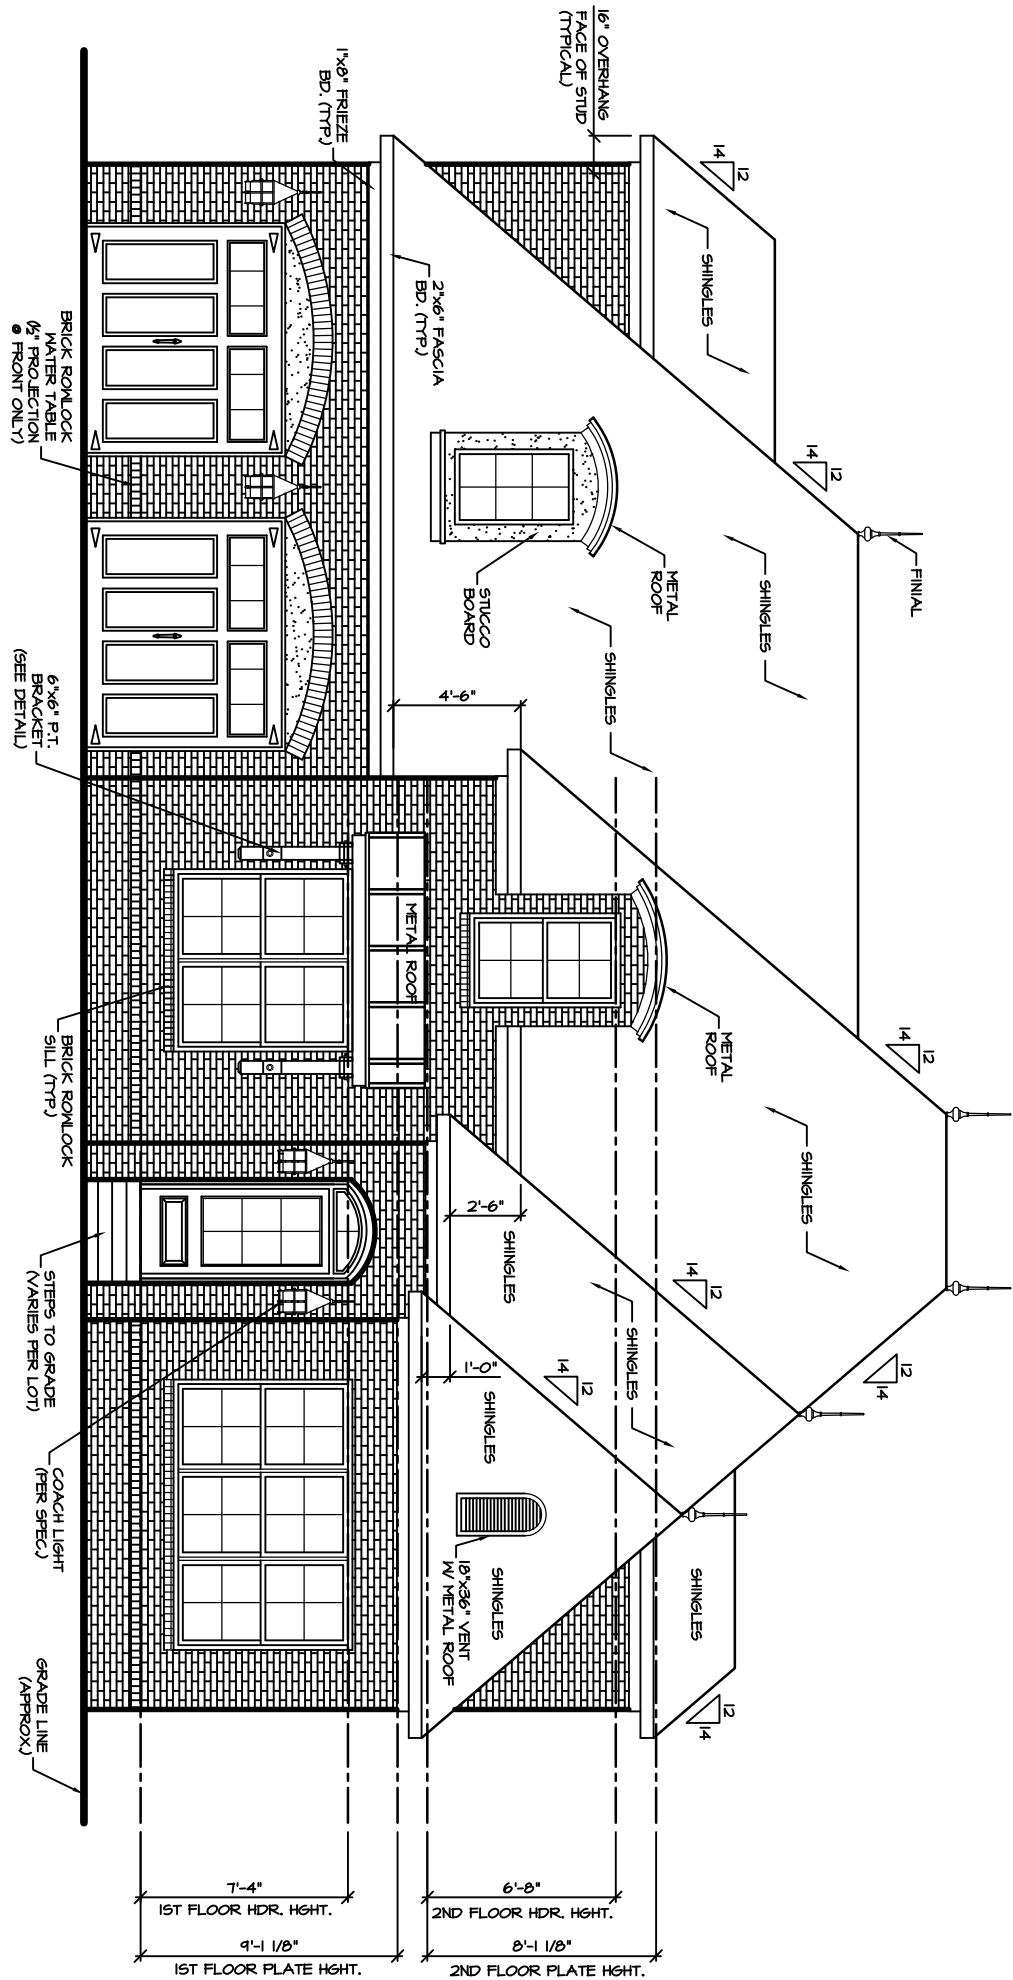 16" OVERHANG
FACE OF STUD
(TYPICAL)
12
14
SHINGLES
1"x8" FRIEZE
BD. (TYP.)
2"x6" FASCIA
BD. (TYP.)
BRICK ROWLOCK
WATER TABLE
(½" PROJECTION
@ FRONT ONLY)
12
14
FINIAL
METAL
ROOF
STUCCO
BOARD
SHINGLES
SHINGLES
4'-6"
6"x6" P.T.
BRACKET
(SEE DETAIL)
METAL ROOF
METAL
ROOF
BRICK ROWLOCK
SILL (TYP.)
12
14
SHINGLES
2'-6"
SHINGLES
12
14
SHINGLES
STEPS TO GRADE
(VARIES PER LOT)
COACH LIGHT
(PER SPEC.)
1'-0"
SHINGLES
12
14
12
14
18"x36" VENT
W/ METAL ROOF
SHINGLES
SHINGLES
12
14
GRADE LINE
(APPROX.)
7'-4"
1ST FLOOR HDR. HGHT.
6'-8"
2ND FLOOR HDR. HGHT.
9'-1 1/8"
1ST FLOOR PLATE HGHT.
8'-1 1/8"
2ND FLOOR PLATE HGHT.